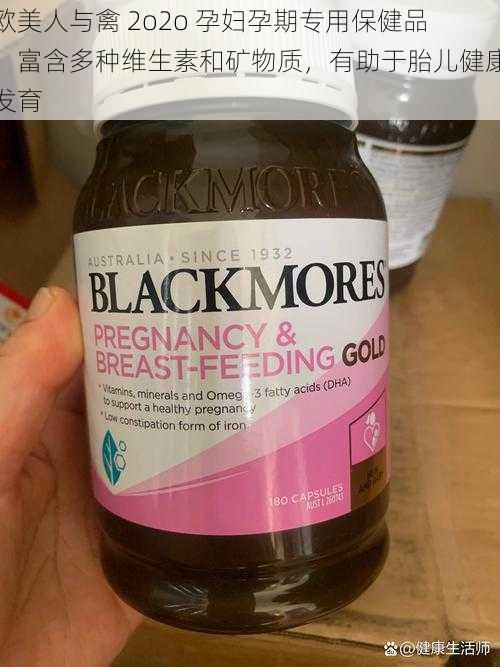 欧美人与禽 2o2o 孕妇孕期专用保健品
,富含多种维生素和矿物质，有助于胎儿健康
发育
BLACKMORES
AUSTRALIA • SINCE 1932
BLACKMORES
PREGNANCY &
BREAST-FEEDING GOLD
• Vitamins, minerals and Omega-3 fatty acids (DHA)
to support a healthy pregnancy
• Low constipation form of iron
180 CAPSULES
AUST L 260743
@健康生活师